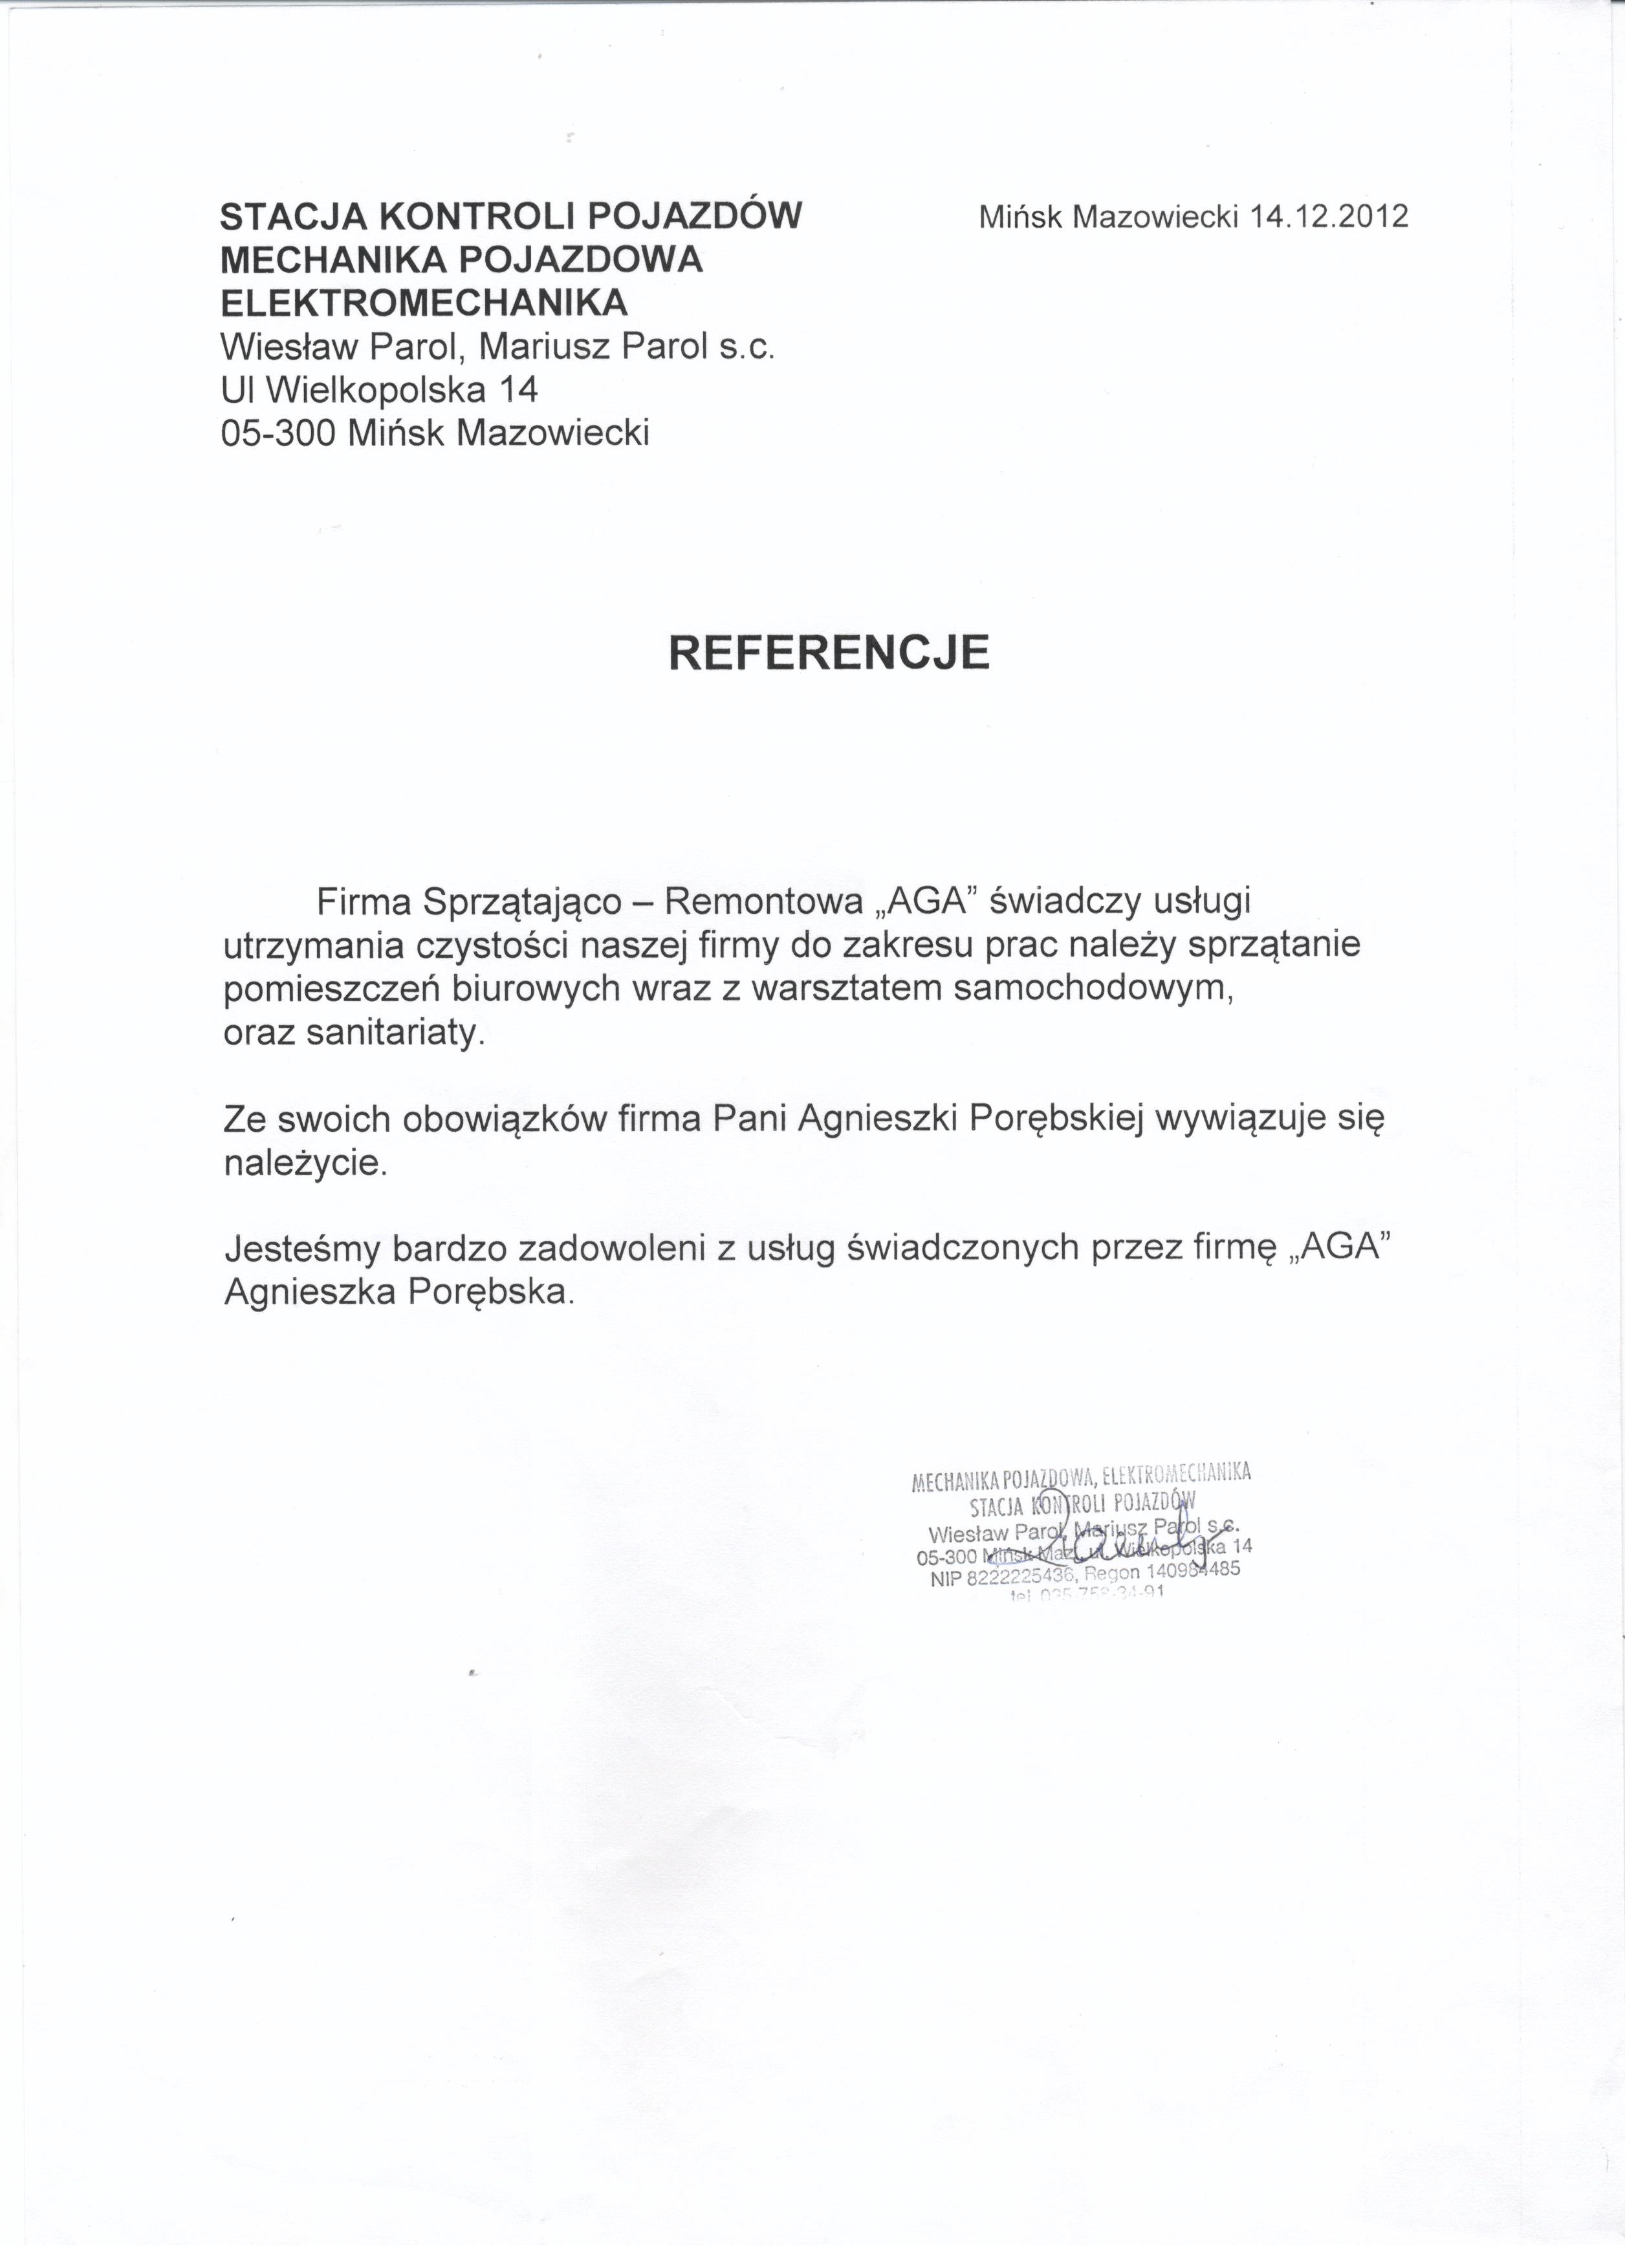 STACJA KONTROLI POJAZDÓW
Mińsk Mazowiecki 14.12.2012
MECHANIKA POJAZDOWA
ELEKTROMECHANIKA
Wiesław Parol, Mariusz Parol s.c.
Ul Wielkopolska 14
05-300 Mińsk Mazowiecki
REFERENCJE
Firma Sprzątająco – Remontowa „AGA” świadczy usługi
utrzymania czystości naszej firmy do zakresu prac należy sprzątanie
pomieszczeń biurowych wraz z warsztatem samochodowym,
oraz sanitariaty.
Ze swoich obowiązków firma Pani Agnieszki Porębskiej wywiązuje się
należycie.
Jesteśmy bardzo zadowoleni z usług świadczonych przez firmę „AGA”
Agnieszka Porębska.
MECHANIKA POJAZDOWA, ELEKTROMECHANIKA
STACJA KONTROLI POJAZDÓW
Wiesław Parol, Mariusz Parol s.c.
05-300 Mińsk Maz., ul. Wielkopolska 14
NIP 8222225436, Regon
tel.